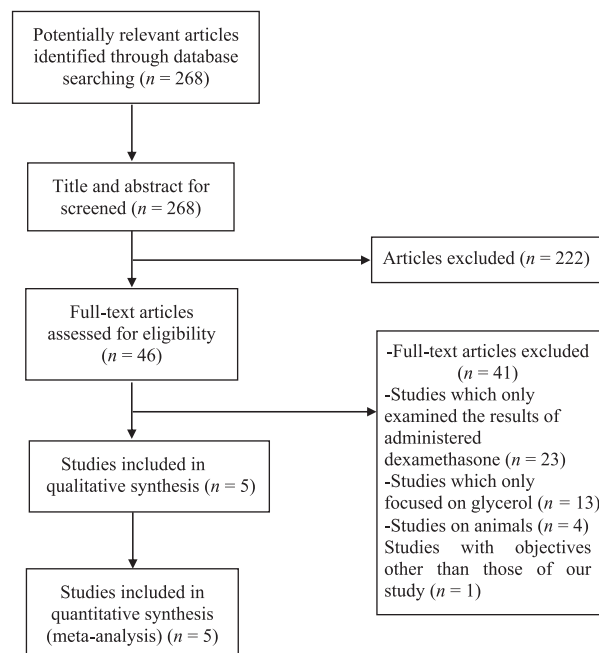 Potentially relevant articles
identified through database
searching (n = 268)
Title and abstract for
screened (n = 268)
Articles excluded (n = 222)
Full-text articles
assessed for eligibility
(n = 46)
-Full-text articles excluded
(n = 41)
-Studies which only
examined the results of
administered
dexamethasone (n = 23)
-Studies which only
focused on glycerol (n = 13)
-Studies on animals (n = 4)
Studies with objectives
other than those of our
study (n = 1)
Studies included in
qualitative synthesis (n = 5)
Studies included in
quantitative synthesis
(meta-analysis) (n = 5)